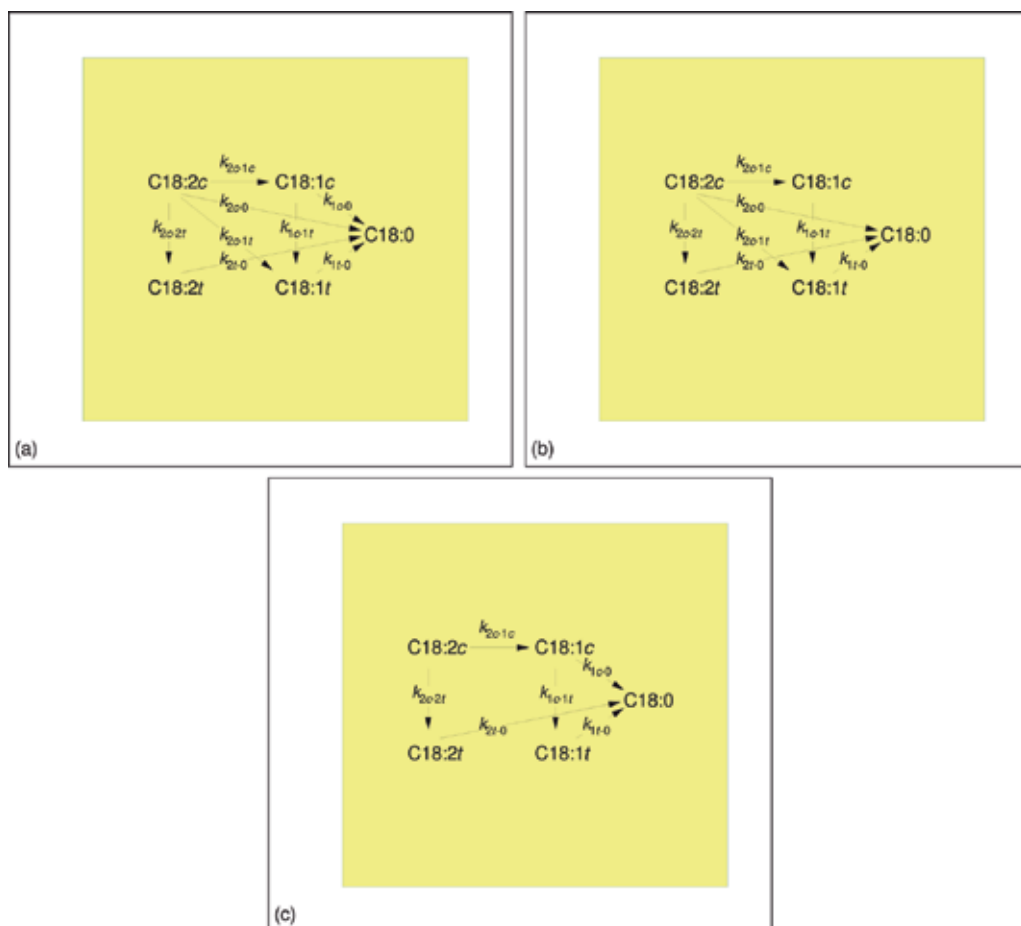 k2c-1c
C18:2c C18:1c
k2c-0 k1c-0
k2c-2t k2c-1t k1c-1t C18:0
k2t-0 k1t-0
C18:2t C18:1t
(a)
k2c-1c
C18:2c C18:1c
k2c-0
k2c-2t k2c-1t k1c-1t C18:0
k2t-0 k1t-0
C18:2t C18:1t
(b)
k2c-1c
C18:2c C18:1c
k1c-0
k2c-2t k1c-1t C18:0
k2t-0 k1t-0
C18:2t C18:1t
(c)